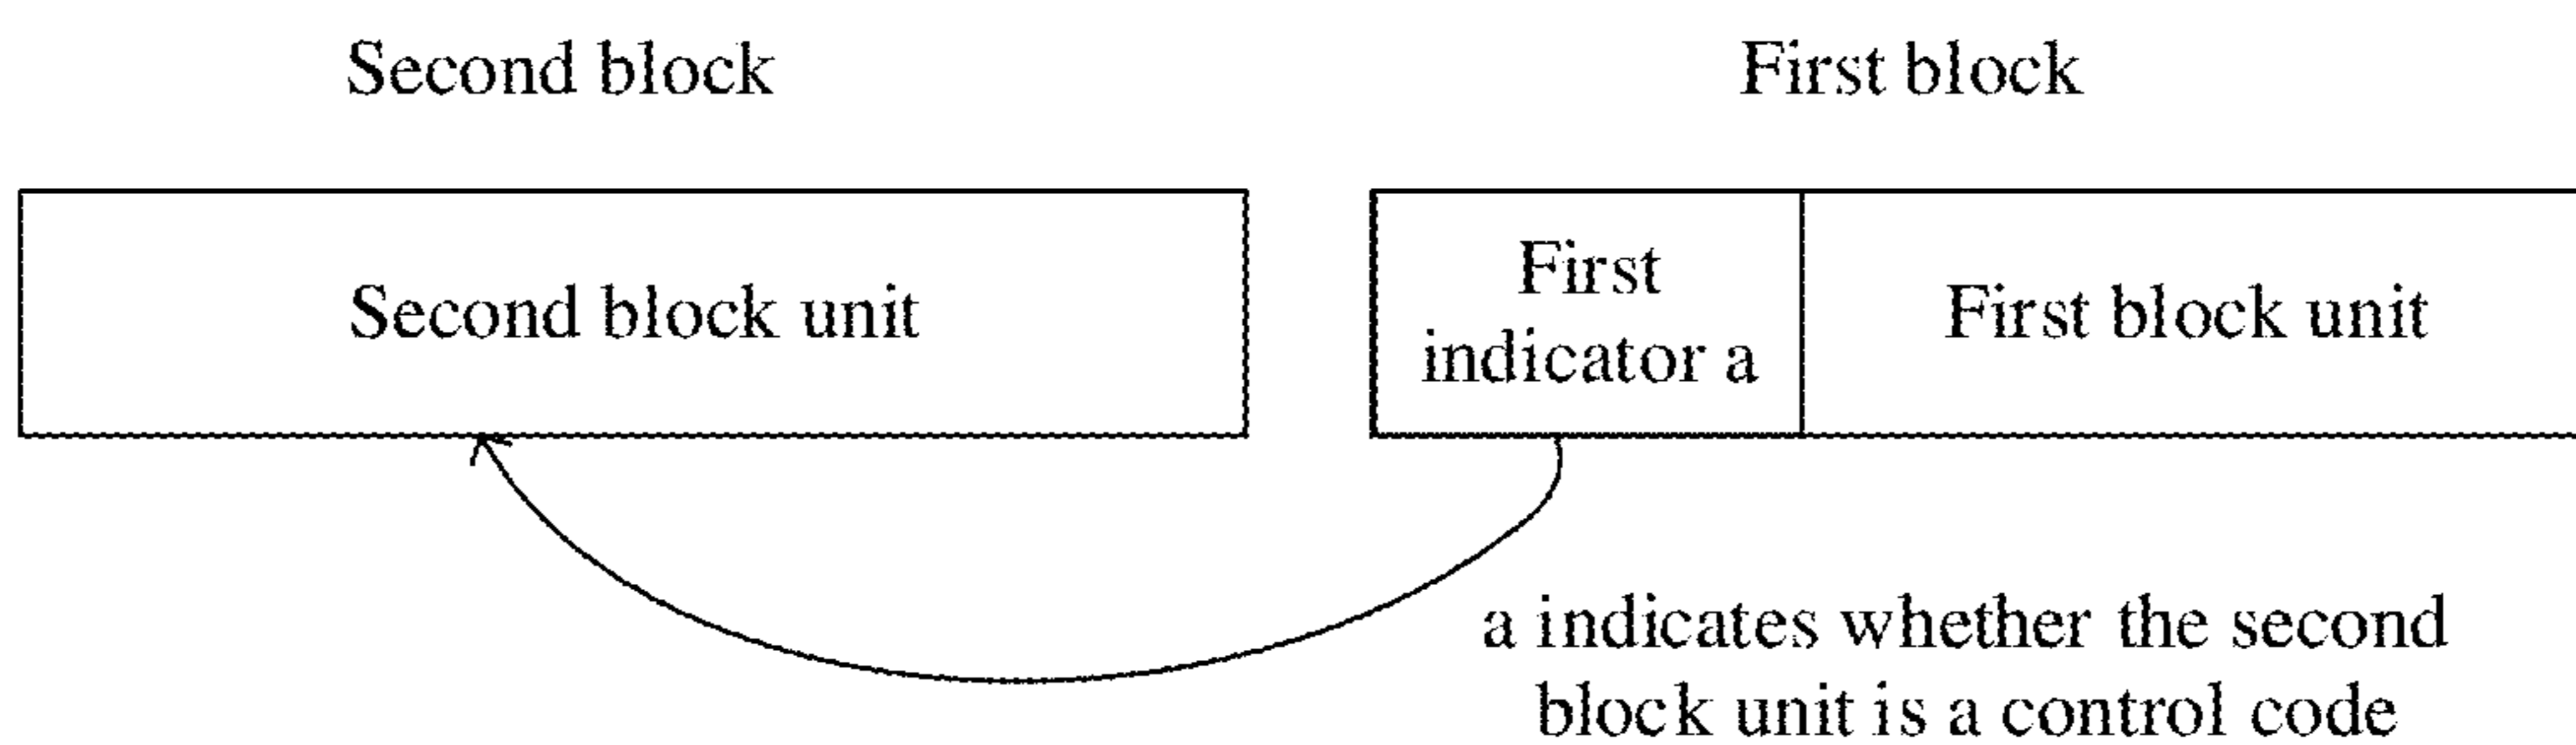 Second block
First block
Second block unit
First
indicator a
First block unit
a indicates whether the second
block unit is a control code